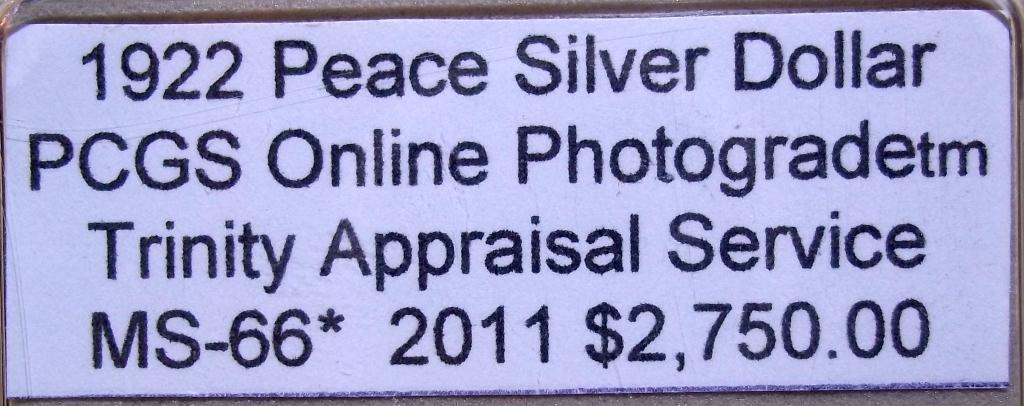 1922 Peace Silver Dollar
PCGS Online Photogradetm
Trinity Appraisal Service
MS-66* 2011 $2,750.00